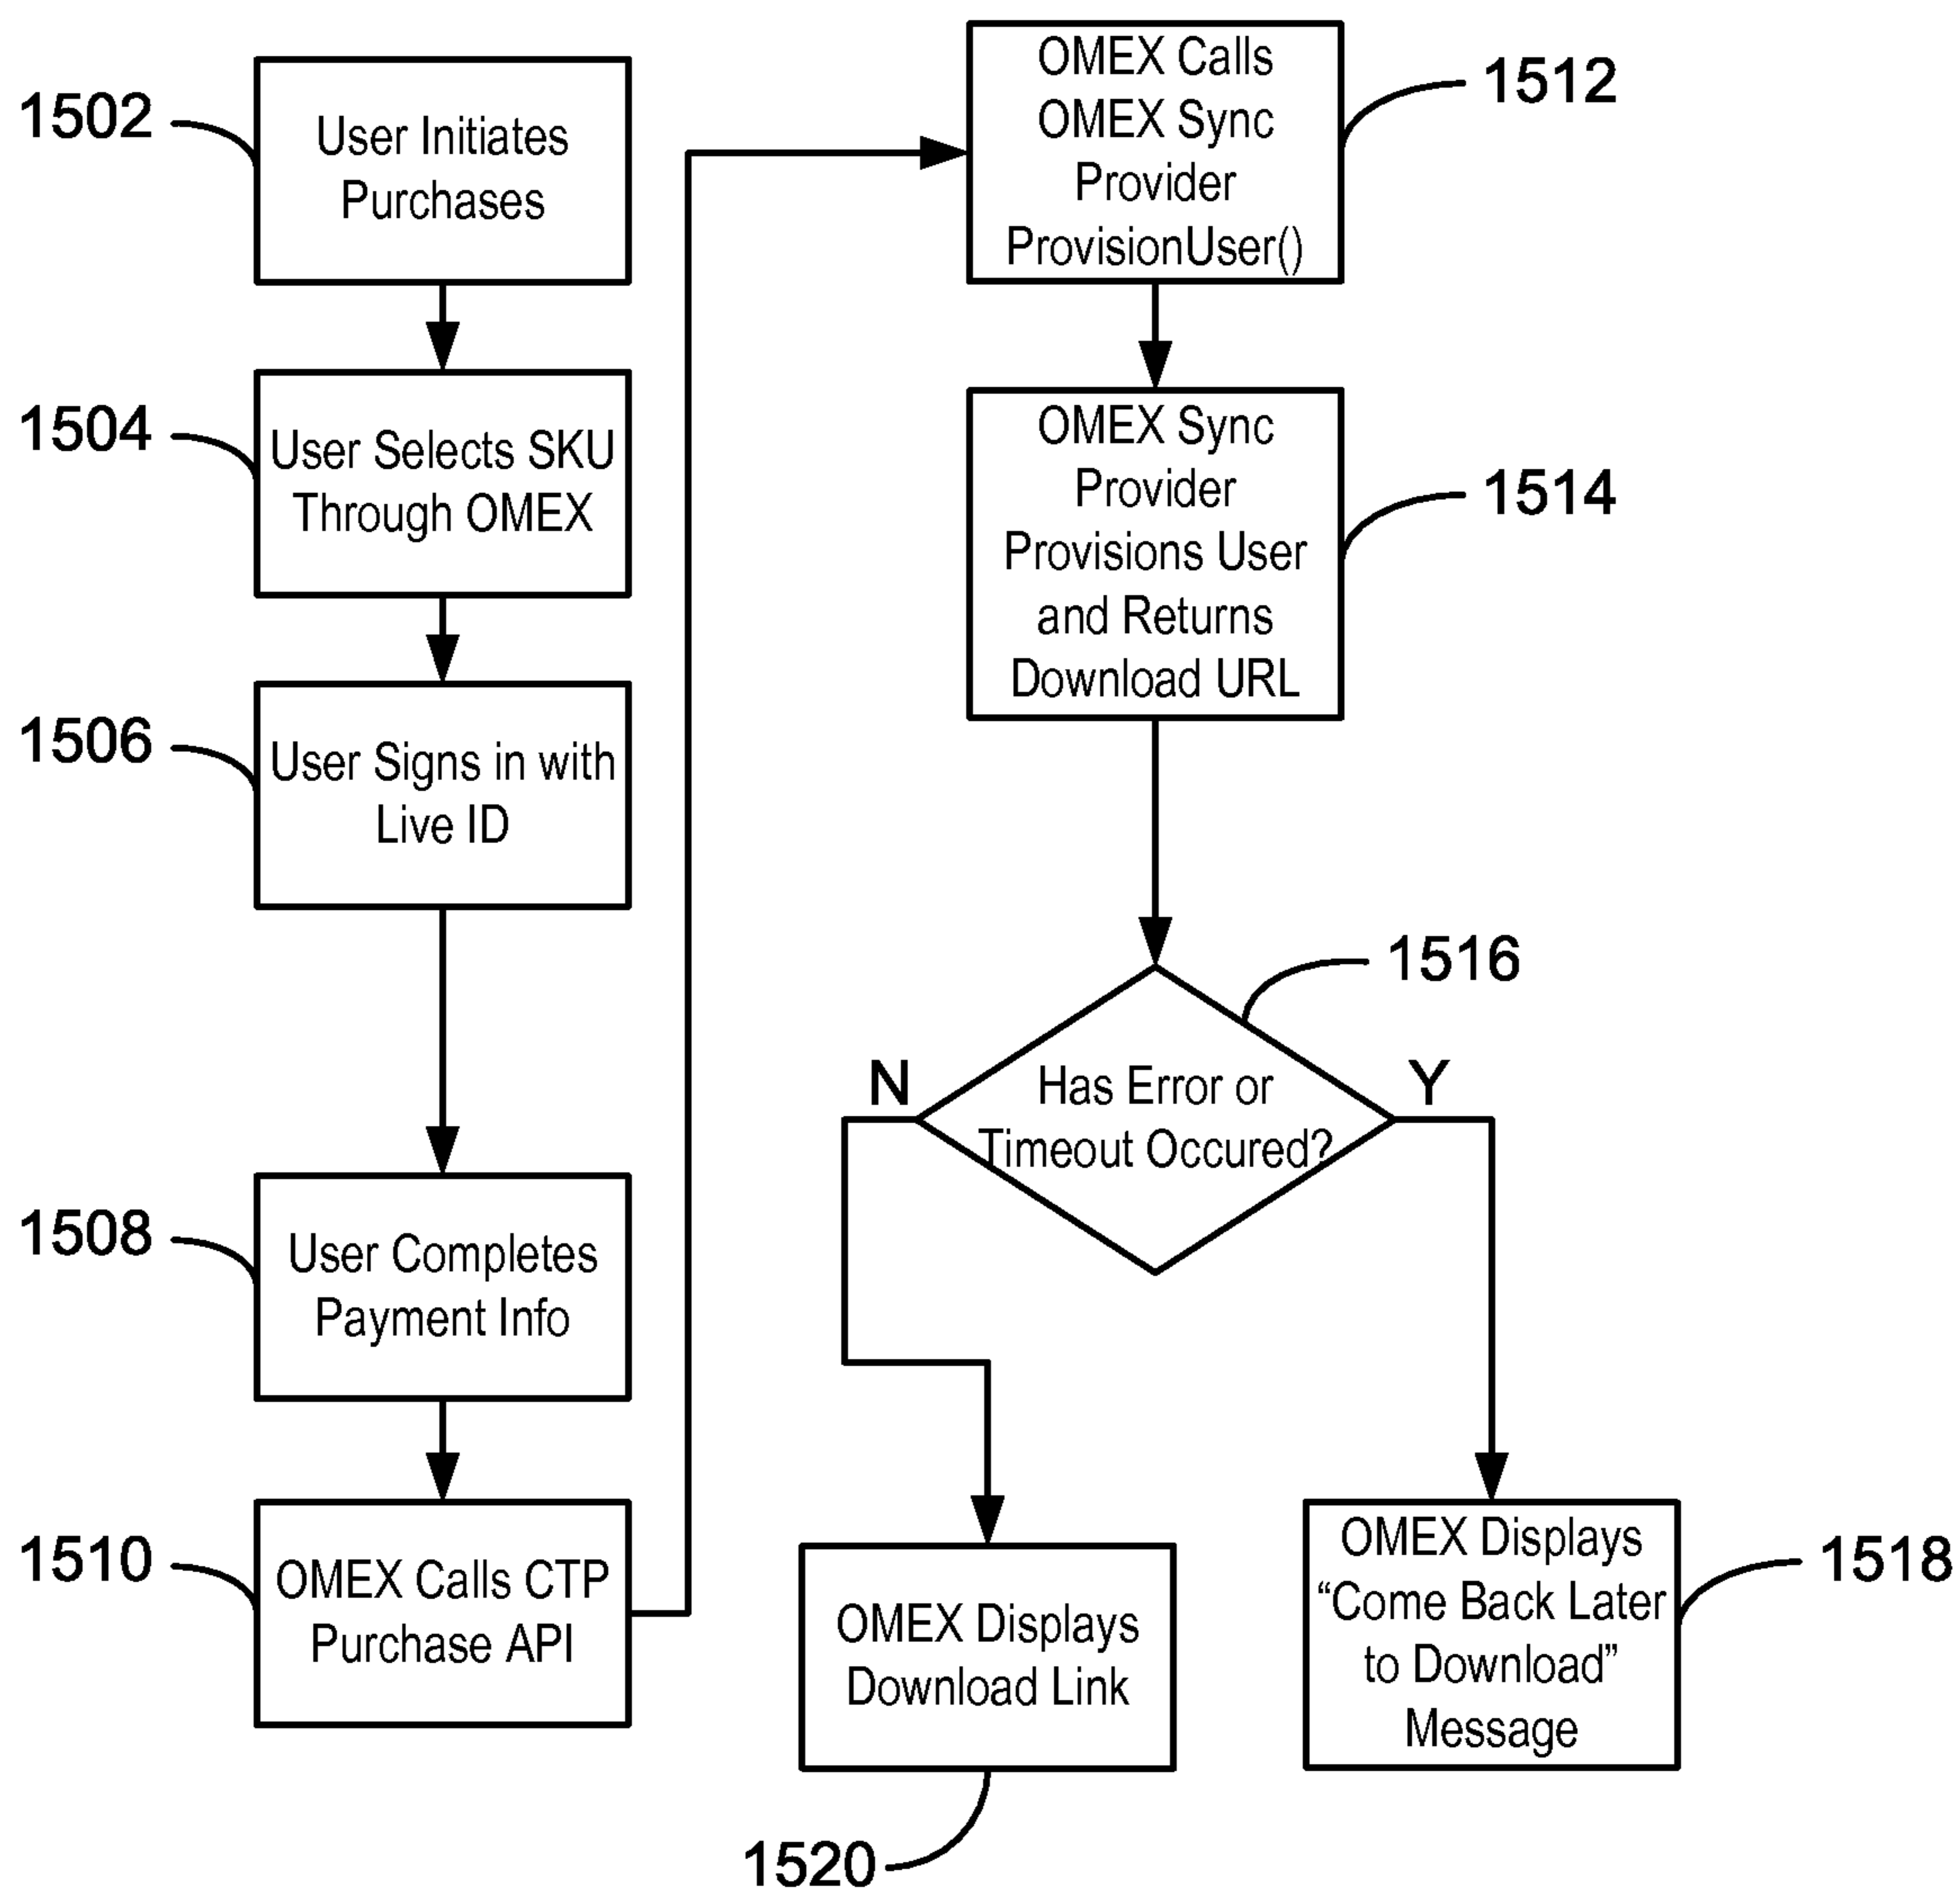 1502
User Initiates
Purchases
1504
User Selects SKU
Through OMEX
1506
User Signs in with
Live ID
1508
User Completes
Payment Info
1510
OMEX Calls CTP
Purchase API
OMEX Calls
OMEX Sync
Provider
ProvisionUser()
1512
OMEX Sync
Provider
Provisions User
and Returns
Download URL
1514
1516
N
Has Error or
Timeout Occured?
Y
OMEX Displays
Download Link
1520
OMEX Displays
“Come Back Later
to Download”
Message
1518